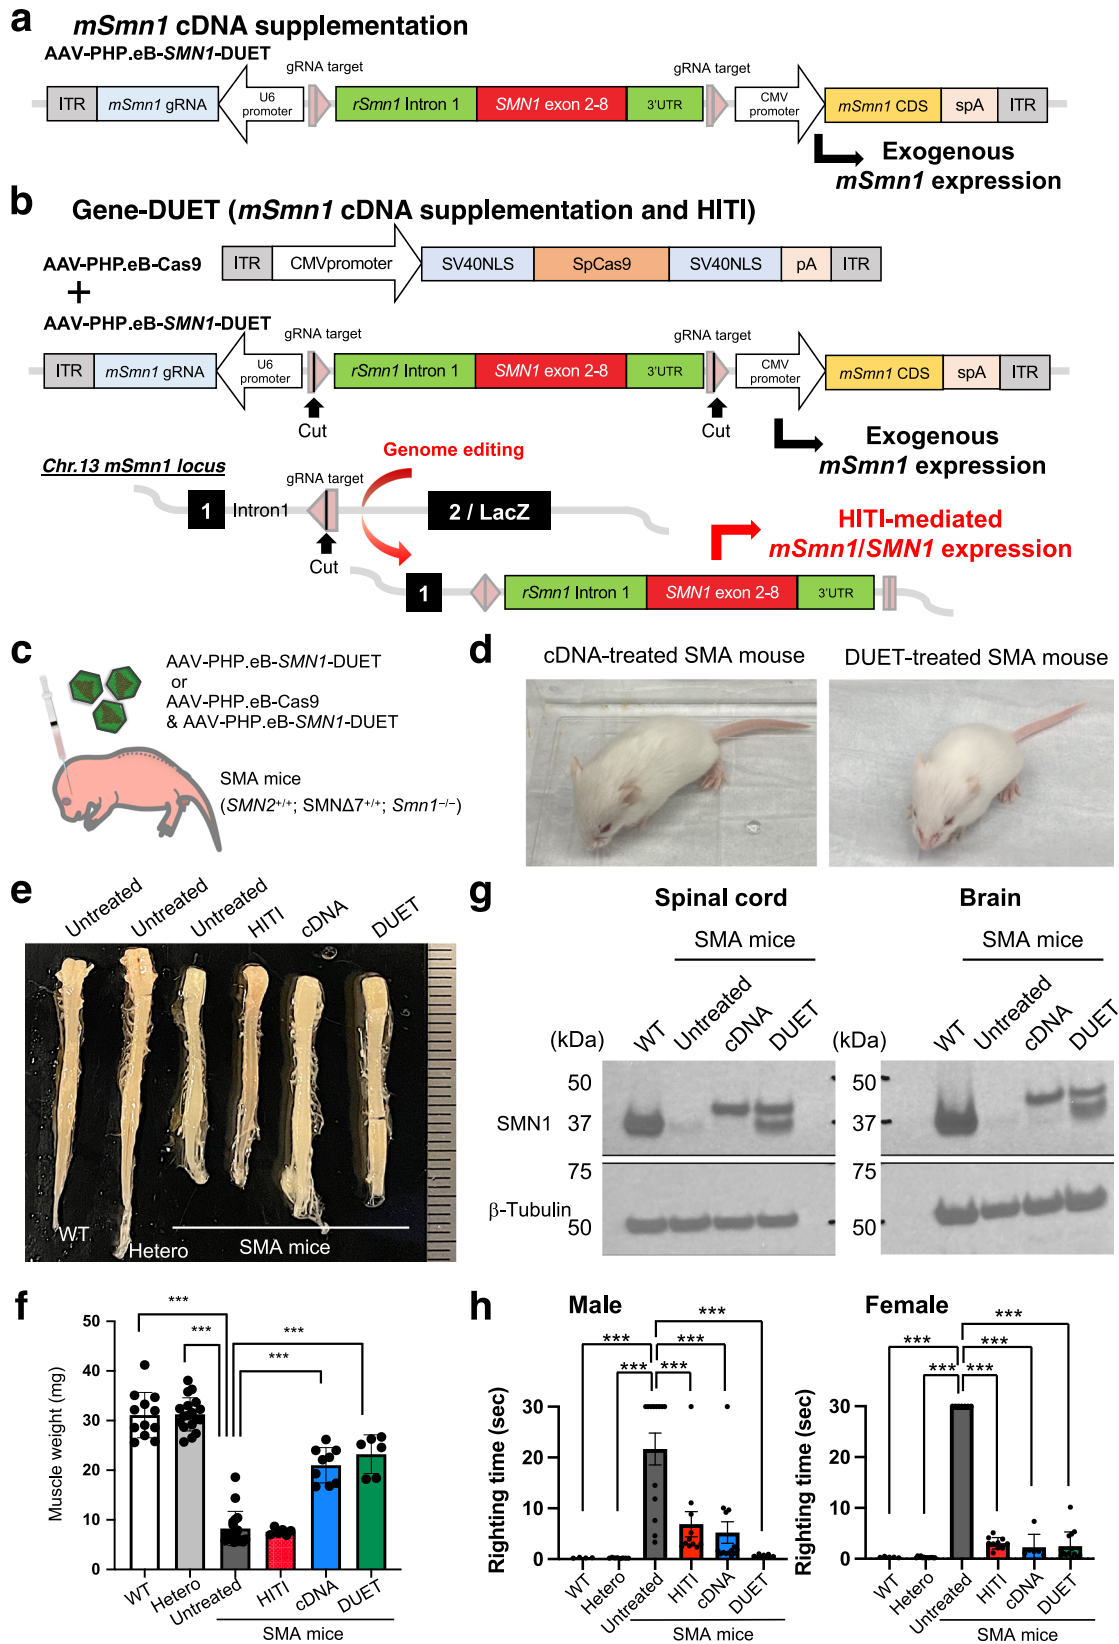 a
mSmn1 cDNA supplementation
AAV-PHP.eB-SMN1-DUET
gRNA target
gRNA target
ITR
mSmn1 gRNA
U6 promoter
rSmn1 Intron 1
SMN1 exon 2-8
3'UTR
CMV promoter
mSmn1 CDS
spA
ITR
Exogenous
mSmn1 expression
b
Gene-DUET (mSmn1 cDNA supplementation and HITI)
AAV-PHP.eB-Cas9
ITR
CMVpromoter
SV40NLS
SpCas9
SV40NLS
pA
ITR
+
AAV-PHP.eB-SMN1-DUET
gRNA target
gRNA target
ITR
mSmn1 gRNA
U6 promoter
rSmn1 Intron 1
SMN1 exon 2-8
3'UTR
CMV promoter
mSmn1 CDS
spA
ITR
Cut
Cut
Exogenous
mSmn1 expression
Genome editing
Chr.13 mSmn1 locus
gRNA target
1
Intron1
2 / LacZ
Cut
HITI-mediated
mSmn1/SMN1 expression
1
rSmn1 Intron 1
SMN1 exon 2-8
3'UTR
c
AAV-PHP.eB-SMN1-DUET
or
AAV-PHP.eB-Cas9
& AAV-PHP.eB-SMN1-DUET
SMA mice
(SMN2+/+; SMNΔ7+/+; Smn1−/−)
d
cDNA-treated SMA mouse
DUET-treated SMA mouse
e
Untreated
Untreated
Untreated
HITI
cDNA
DUET
WT
Hetero
SMA mice
g
Spinal cord
Brain
SMA mice
SMA mice
(kDa)
WT
Untreated
cDNA
DUET
(kDa)
WT
Untreated
cDNA
DUET
50
50
SMN1
37
37
75
75
β-Tubulin
50
50
f
***
***
***
***
Muscle weight (mg)
50
40
30
20
10
0
WT
Hetero
Untreated
HITI
cDNA
DUET
SMA mice
h
Male
***
***
***
***
***
Righting time (sec)
30
20
10
0
WT
Hetero
Untreated
HITI
cDNA
DUET
SMA mice
Female
***
***
***
***
***
Righting time (sec)
30
20
10
0
WT
Hetero
Untreated
HITI
cDNA
DUET
SMA mice